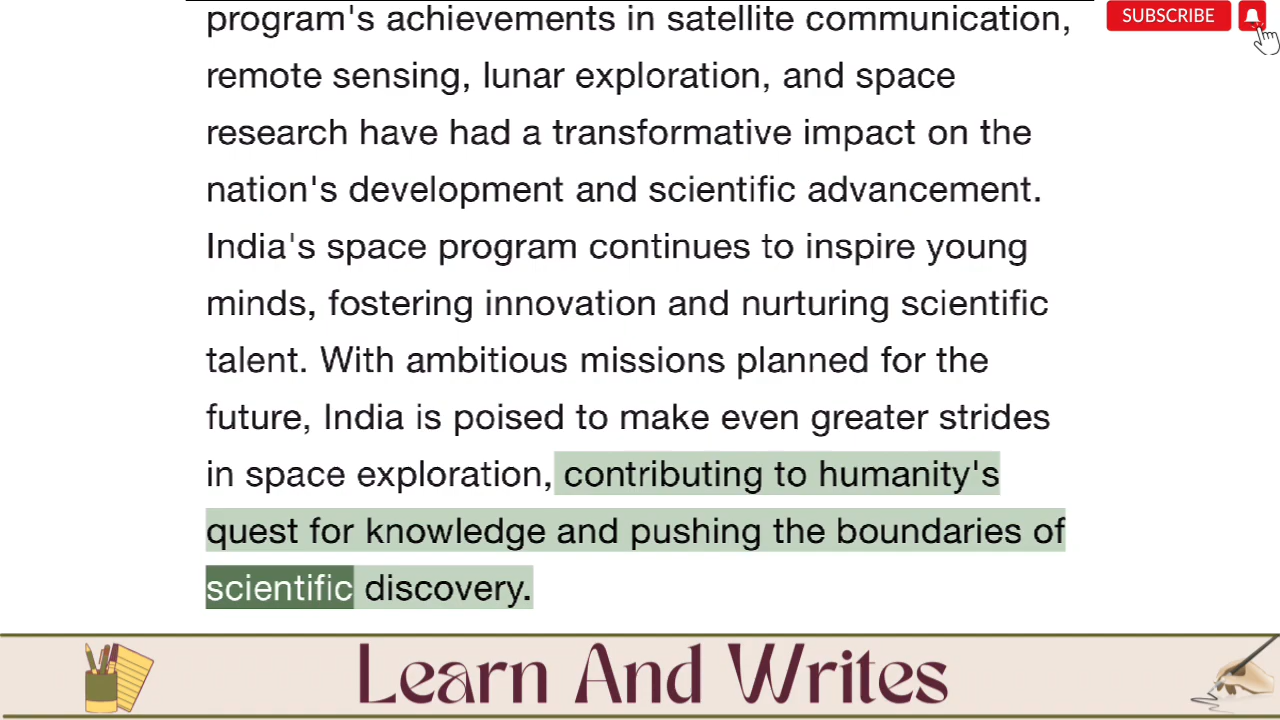 program's achievements in satellite communication,
SUBSCRIBE
remote sensing, lunar exploration, and space
research have had a transformative impact on the
nation's development and scientific advancement.
India's space program continues to inspire young
minds, fostering innovation and nurturing scientific
talent. With ambitious missions planned for the
future, India is poised to make even greater strides
in space exploration, contributing to humanity's
quest for knowledge and pushing the boundaries of
scientific discovery.
Learn And Writes